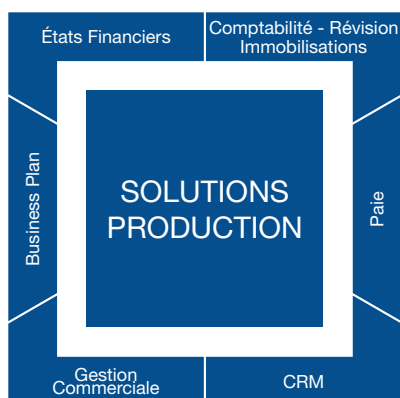 États Financiers
Comptabilité - Révision
Immobilisations
Business Plan
SOLUTIONS
PRODUCTION
Paie
Gestion
Commerciale
CRM